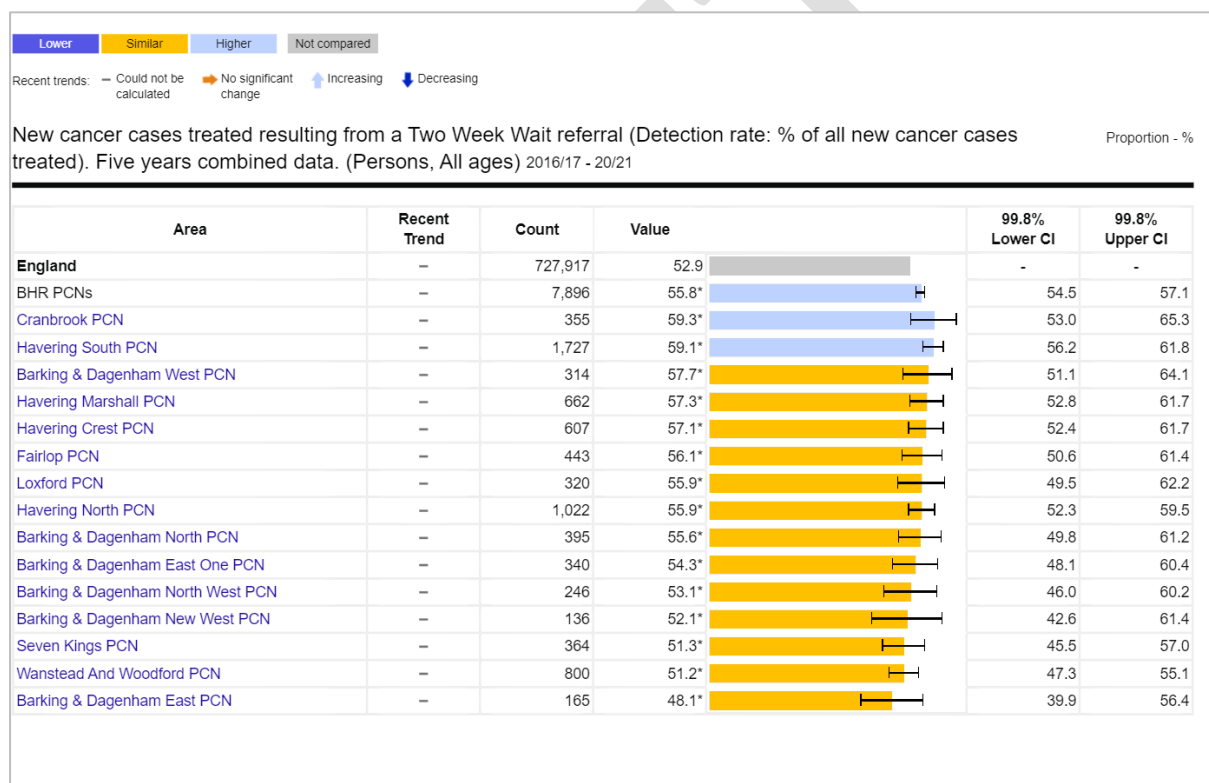 Lower Similar Higher Not compared
Recent trends: – Could not be calculated No significant change Increasing Decreasing
New cancer cases treated resulting from a Two Week Wait referral (Detection rate: % of all new cancer cases
treated). Five years combined data. (Persons, All ages) 2016/17 - 20/21
Proportion - %
Area Recent Trend Count Value 99.8% Lower CI 99.8% Upper CI
England – 727,917 52.9 - -
BHR PCNs – 7,896 55.8* 54.5 57.1
Cranbrook PCN – 355 59.3* 53.0 65.3
Havering South PCN – 1,727 59.1* 56.2 61.8
Barking & Dagenham West PCN – 314 57.7* 51.1 64.1
Havering Marshall PCN – 662 57.3* 52.8 61.7
Havering Crest PCN – 607 57.1* 52.4 61.7
Fairlop PCN – 443 56.1* 50.6 61.4
Loxford PCN – 320 55.9* 49.5 62.2
Havering North PCN – 1,022 55.9* 52.3 59.5
Barking & Dagenham North PCN – 395 55.6* 49.8 61.2
Barking & Dagenham East One PCN – 340 54.3* 48.1 60.4
Barking & Dagenham North West PCN – 246 53.1* 46.0 60.2
Barking & Dagenham New West PCN – 136 52.1* 42.6 61.4
Seven Kings PCN – 364 51.3* 45.5 57.0
Wanstead And Woodford PCN – 800 51.2* 47.3 55.1
Barking & Dagenham East PCN – 165 48.1* 39.9 56.4